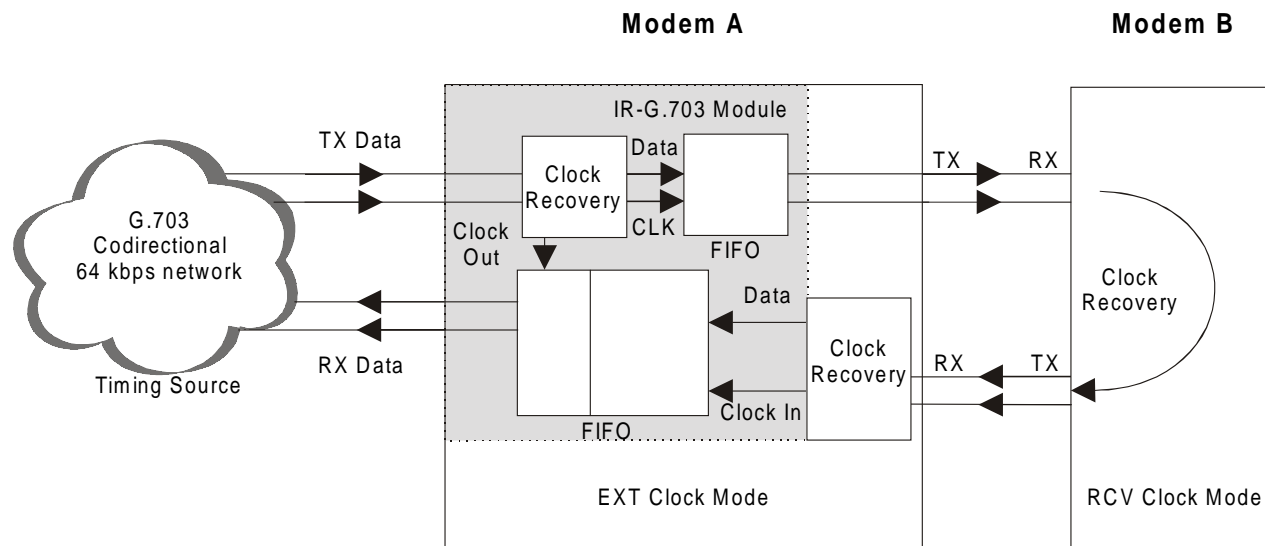 Modem A
Modem B
IR-G.703 Module
TX Data
Data
Clock
Recovery
CLK
FIFO
TX
RX
G.703
Codirectional
64 kbps network
Clock
Out
Data
Clock
Recovery
Clock
Recovery
RX
TX
RX Data
Timing Source
Clock In
FIFO
EXT Clock Mode
RCV Clock Mode